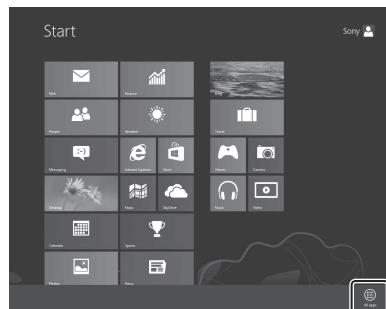 Start
Sony
Mail
Finance
People
Weather
Messaging
Internet Explorer
Store
Bing
Travel
Games
Camera
Desktop
Maps
SkyDrive
Music
Video
Calendar
Sports
Photos
News
All apps